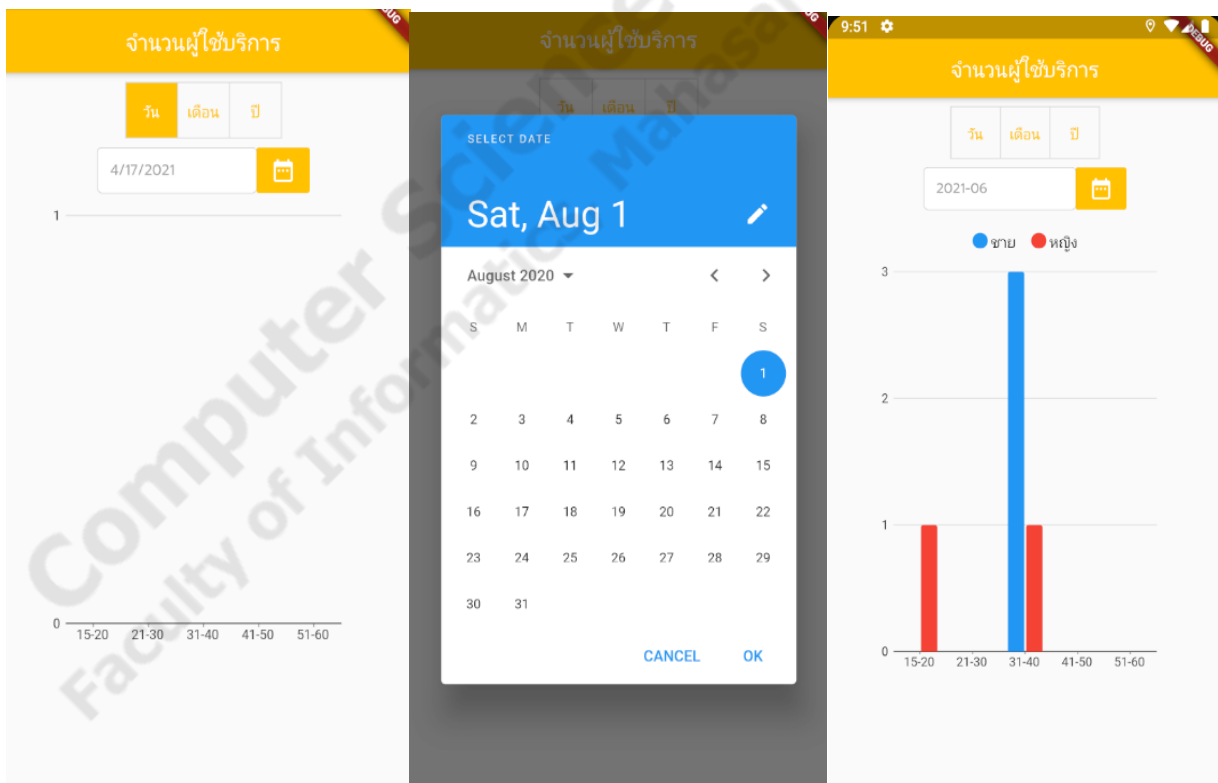 จำนวนผู้ใช้บริการ
วัน เดือน ปี
4/17/2021
1
0
15-20 21-30 31-40 41-50 51-60
DEBUG
จำนวนผู้ใช้บริการ
วัน เดือน ปี
SELECT DATE
Sat, Aug 1
August 2020
S M T W T F S
1
2 3 4 5 6 7 8
9 10 11 12 13 14 15
16 17 18 19 20 21 22
23 24 25 26 27 28 29
30 31
CANCEL OK
9:51
DEBUG
จำนวนผู้ใช้บริการ
วัน เดือน ปี
2021-06
ชาย หญิง
3
2
1
0
15-20 21-30 31-40 41-50 51-60
Computer Science
Faculty of Informatics, Mahasa